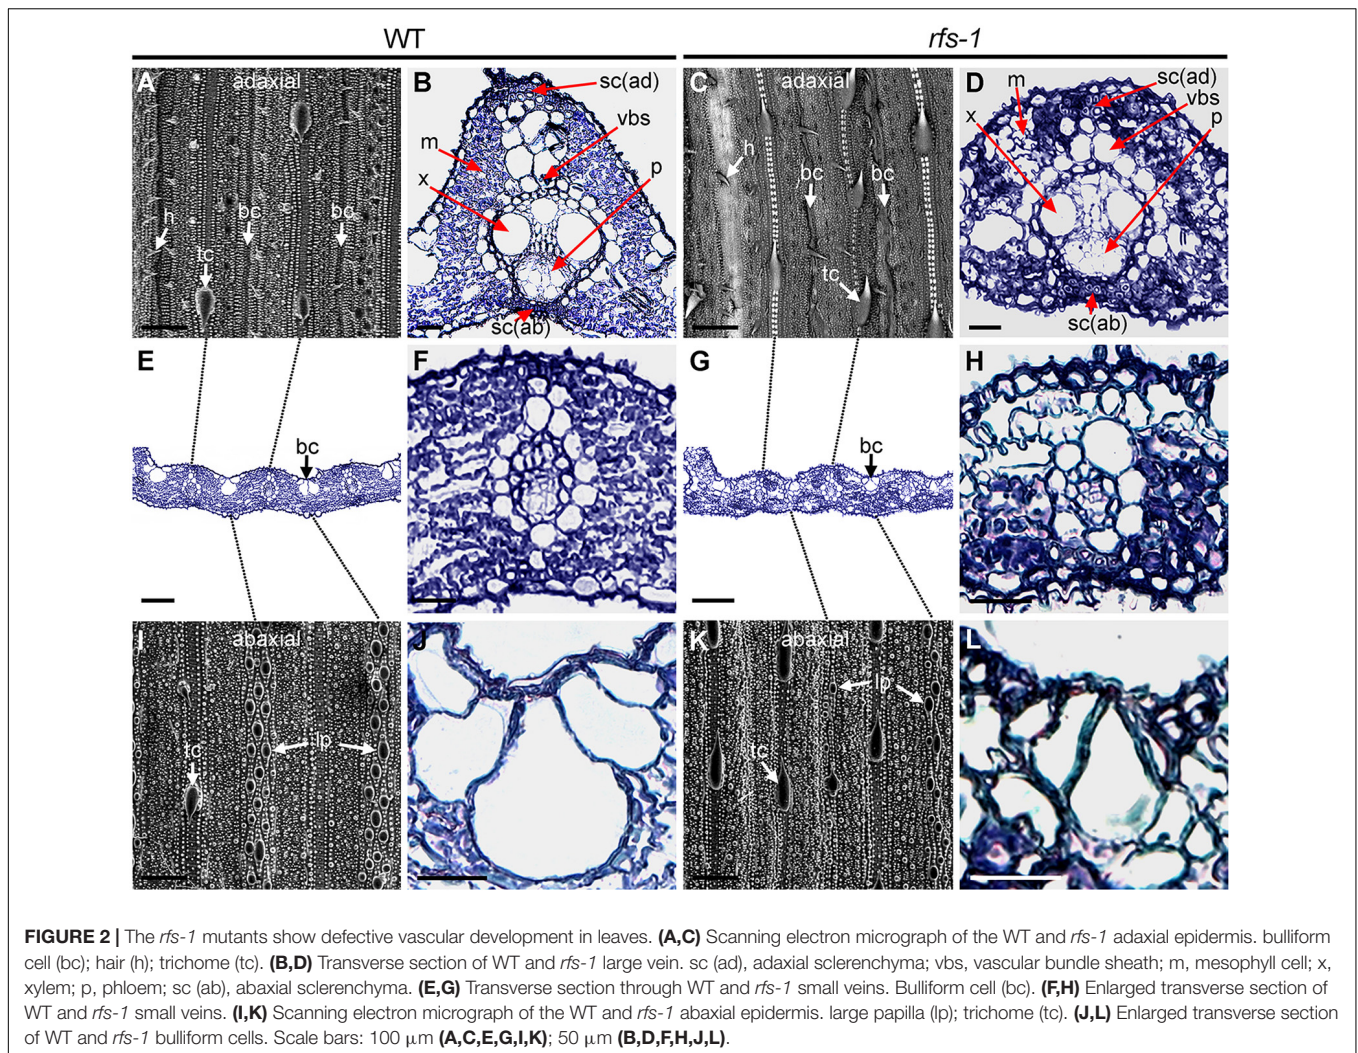 WT
rfs-1
A
adaxial
h
bc
bc
tc
B
sc(ad)
vbs
m
x
p
sc(ab)
C
adaxial
h
bc
bc
tc
D
m
sc(ad)
vbs
x
p
sc(ab)
E
bc
F
G
bc
H
I
abaxial
tc
lp
J
K
abaxial
lp
tc
L
FIGURE 2 | The rfs-1 mutants show defective vascular development in leaves. (A,C) Scanning electron micrograph of the WT and rfs-1 adaxial epidermis. bulliform
cell (bc); hair (h); trichome (tc). (B,D) Transverse section of WT and rfs-1 large vein. sc (ad), adaxial sclerenchyma; vbs, vascular bundle sheath; m, mesophyll cell; x,
xylem; p, phloem; sc (ab), abaxial sclerenchyma. (E,G) Transverse section through WT and rfs-1 small veins. Bulliform cell (bc). (F,H) Enlarged transverse section of
WT and rfs-1 small veins. (I,K) Scanning electron micrograph of the WT and rfs-1 abaxial epidermis. large papilla (lp); trichome (tc). (J,L) Enlarged transverse section
of WT and rfs-1 bulliform cells. Scale bars: 100 μm (A,C,E,G,I,K); 50 μm (B,D,F,H,J,L).